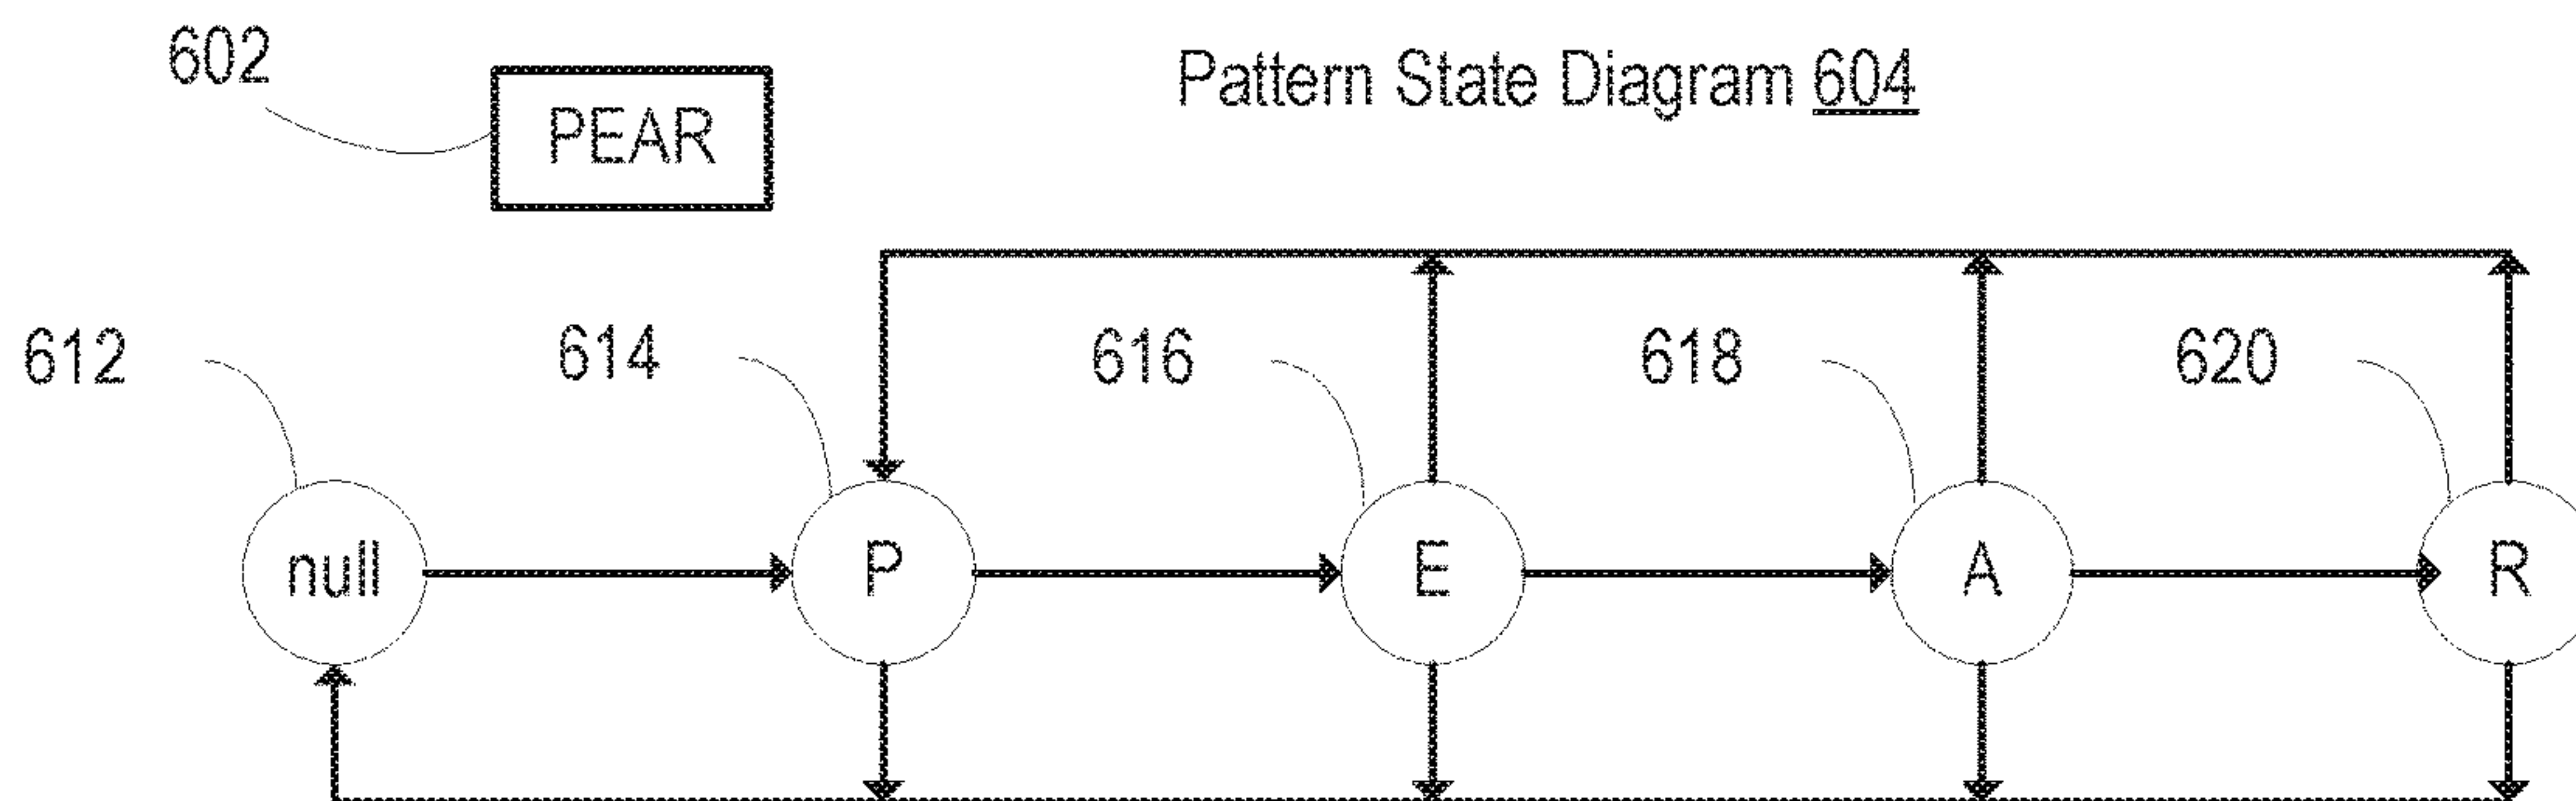 602
PEAR
Pattern State Diagram 604
612
614
616
618
620
null
P
E
A
R